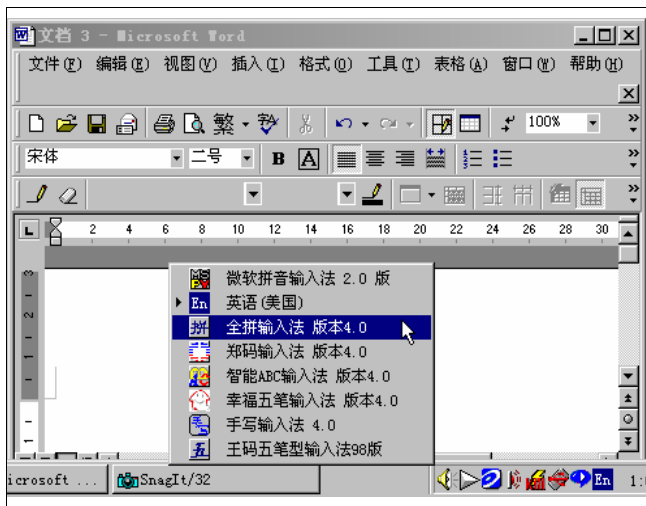 文档 3 - Microsoft Word
文件(F) 编辑(E) 视图(V) 插入(I) 格式(O) 工具(T) 表格(A) 窗口(W) 帮助(H)
繁 100%
宋体 二号 B A
2 4 6 8 10 12 14 16 18 20 22 24 26 28 30
微软拼音输入法 2.0 版
En 英语(美国)
拼 全拼输入法 版本4.0
郑码输入法 版本4.0
智能ABC输入法 版本4.0
幸福五笔输入法 版本4.0
手写输入法 4.0
五 王码五笔型输入法98版
icrosoft ... SnagIt/32 En 1: